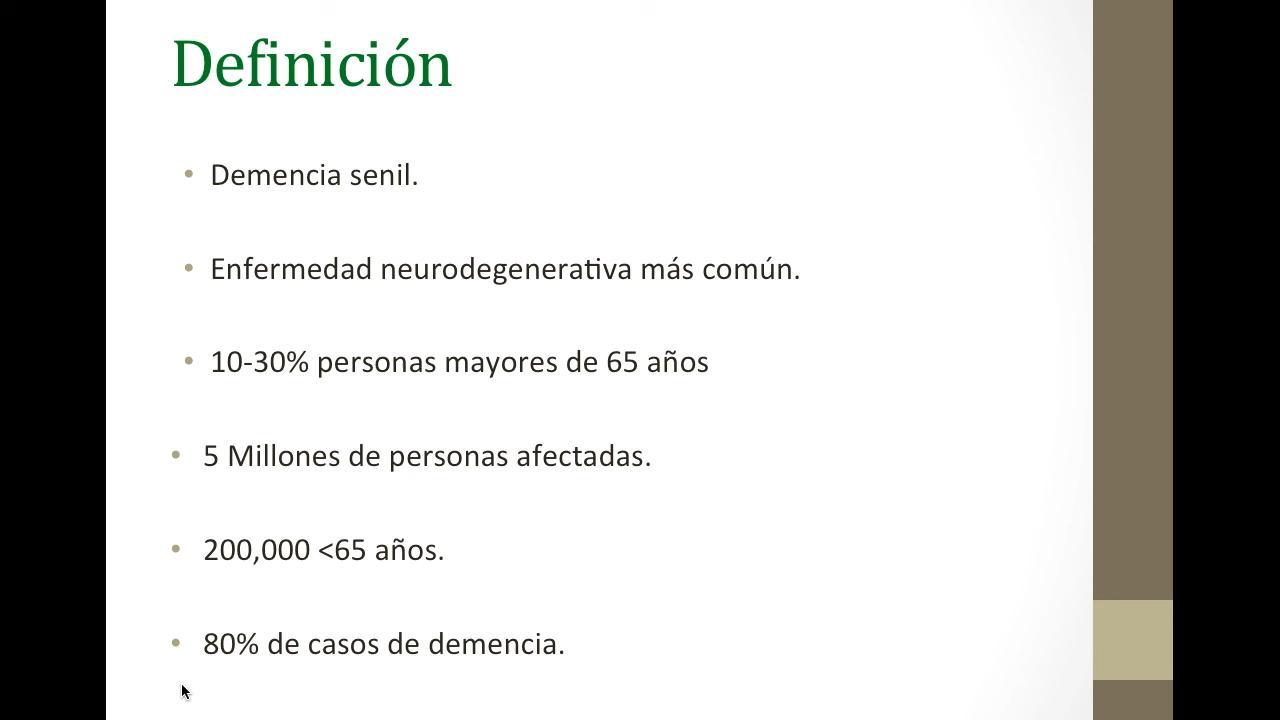 Definición
• Demencia senil.
• Enfermedad neurodegenerativa más común.
• 10-30% personas mayores de 65 años
• 5 Millones de personas afectadas.
• 200,000 <65 años.
• 80% de casos de demencia.